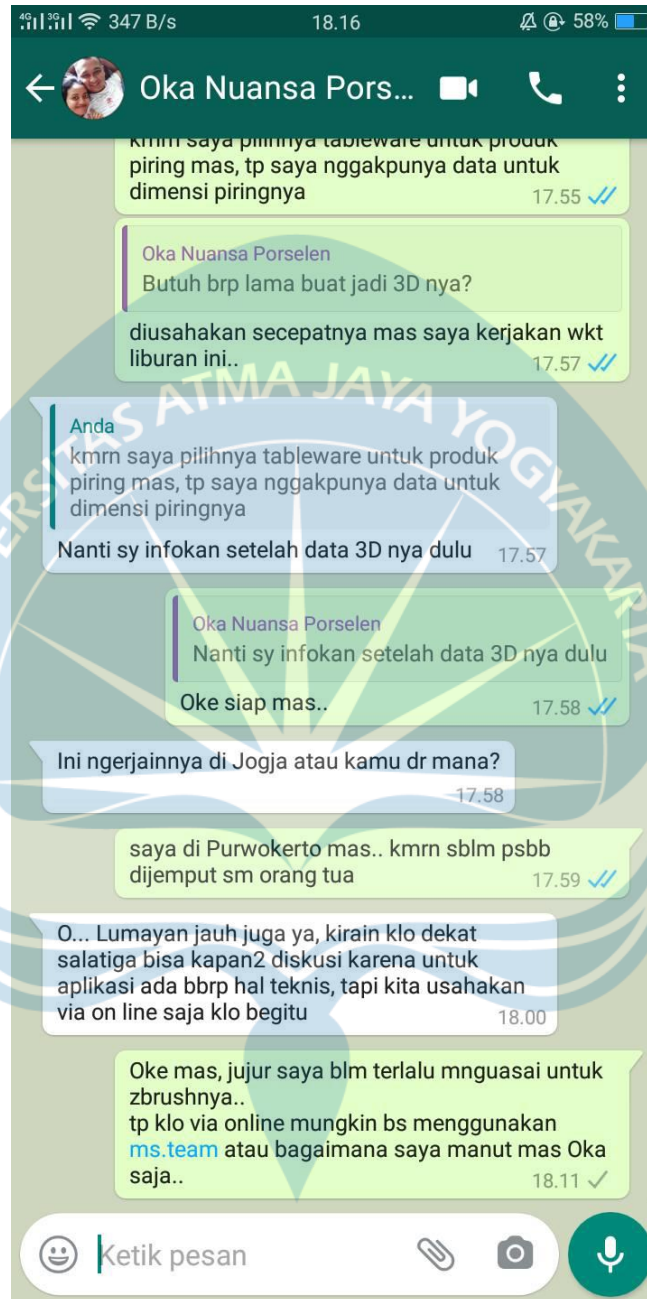 4G 3G 347 B/s 18.16 58%
Oka Nuansa Pors...
kmrn saya pilihnya tableware untuk produk
piring mas, tp saya nggakpunya data untuk
dimensi piringnya
17.55
Oka Nuansa Porselen
Butuh brp lama buat jadi 3D nya?
diusahakan secepatnya mas saya kerjakan wkt
liburan ini..
17.57
Anda
kmrn saya pilihnya tableware untuk produk
piring mas, tp saya nggakpunya data untuk
dimensi piringnya
Nanti sy infokan setelah data 3D nya dulu 17.57
Oka Nuansa Porselen
Nanti sy infokan setelah data 3D nya dulu
Oke siap mas.. 17.58
Ini ngerjainnya di Jogja atau kamu dr mana?
17.58
saya di Purwokerto mas.. kmrn sblm psbb
dijemput sm orang tua 17.59
O... Lumayan jauh juga ya, kirain klo dekat
salatiga bisa kapan2 diskusi karena untuk
aplikasi ada bbrp hal teknis, tapi kita usahakan
via on line saja klo begitu 18.00
Oke mas, jujur saya blm terlalu mnguasai untuk
zbrushnya..
tp klo via online mungkin bs menggunakan
ms.team atau bagaimana saya manut mas Oka
saja.. 18.11
Ketik pesan
ERSITAS ATMA JAYA YOGYAKARTA